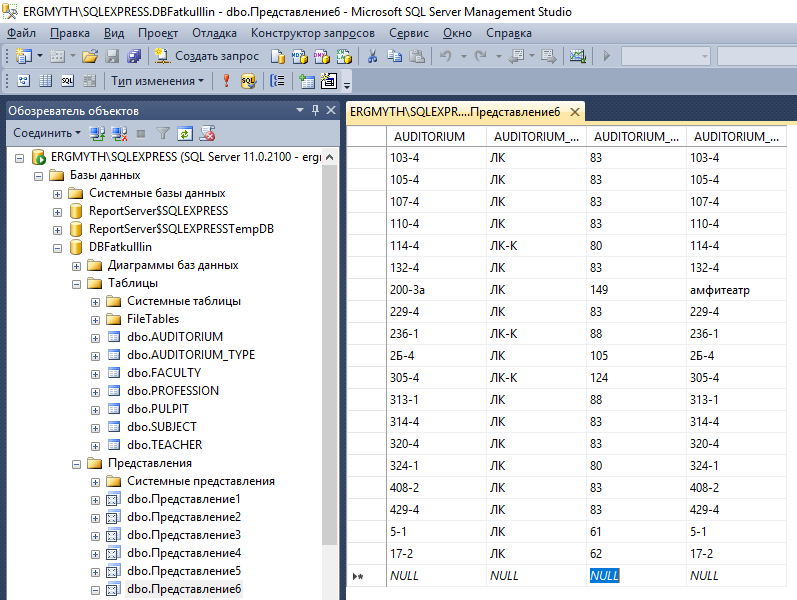 ERGMYTH\SQLEXPRESS.DBFatkulllin - dbo.Представление6 - Microsoft SQL Server Management Studio
Файл Правка Вид Проект Отладка Конструктор запросов Сервис Окно Справка
Создать запрос
Тип изменения
Обозреватель объектов
Соединить
ERGMYTH\SQLEXPRESS (SQL Server 11.0.2100 - ergr
Базы данных
Системные базы данных
ReportServer$SQLEXPRESS
ReportServer$SQLEXPRESSTempDB
DBFatkulllin
Диаграммы баз данных
Таблицы
Системные таблицы
FileTables
dbo.AUDITORIUM
dbo.AUDITORIUM_TYPE
dbo.FACULTY
dbo.PROFESSION
dbo.PULPIT
dbo.SUBJECT
dbo.TEACHER
Представления
Системные представления
dbo.Представление1
dbo.Представление2
dbo.Представление3
dbo.Представление4
dbo.Представление5
dbo.Представление6
ERGMYTH\SQLEXPR....Представление6
AUDITORIUM AUDITORIUM_... AUDITORIUM_... AUDITORIUM_...
103-4 ЛК 83 103-4
105-4 ЛК 83 105-4
107-4 ЛК 83 107-4
110-4 ЛК 83 110-4
114-4 ЛК-К 80 114-4
132-4 ЛК 83 132-4
200-3а ЛК 149 амфитеатр
229-4 ЛК 83 229-4
236-1 ЛК-К 88 236-1
2Б-4 ЛК 105 2Б-4
305-4 ЛК-К 124 305-4
313-1 ЛК 88 313-1
314-4 ЛК 83 314-4
320-4 ЛК 83 320-4
324-1 ЛК 80 324-1
408-2 ЛК 83 408-2
429-4 ЛК 83 429-4
5-1 ЛК 61 5-1
17-2 ЛК 62 17-2
NULL NULL NULL NULL